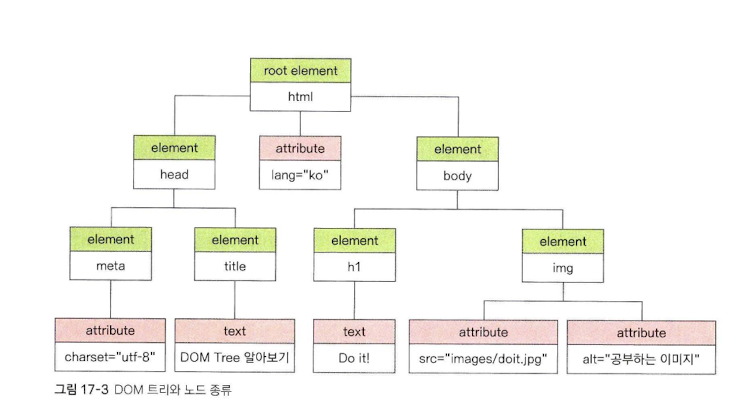 root element
html
element
head
attribute
lang="ko"
element
body
element
meta
element
title
element
h1
element
img
attribute
charset="utf-8"
text
DOM Tree 알아보기
text
Do it!
attribute
src="images/doit.jpg"
attribute
alt="공부하는 이미지"
그림 17-3 DOM 트리와 노드 종류